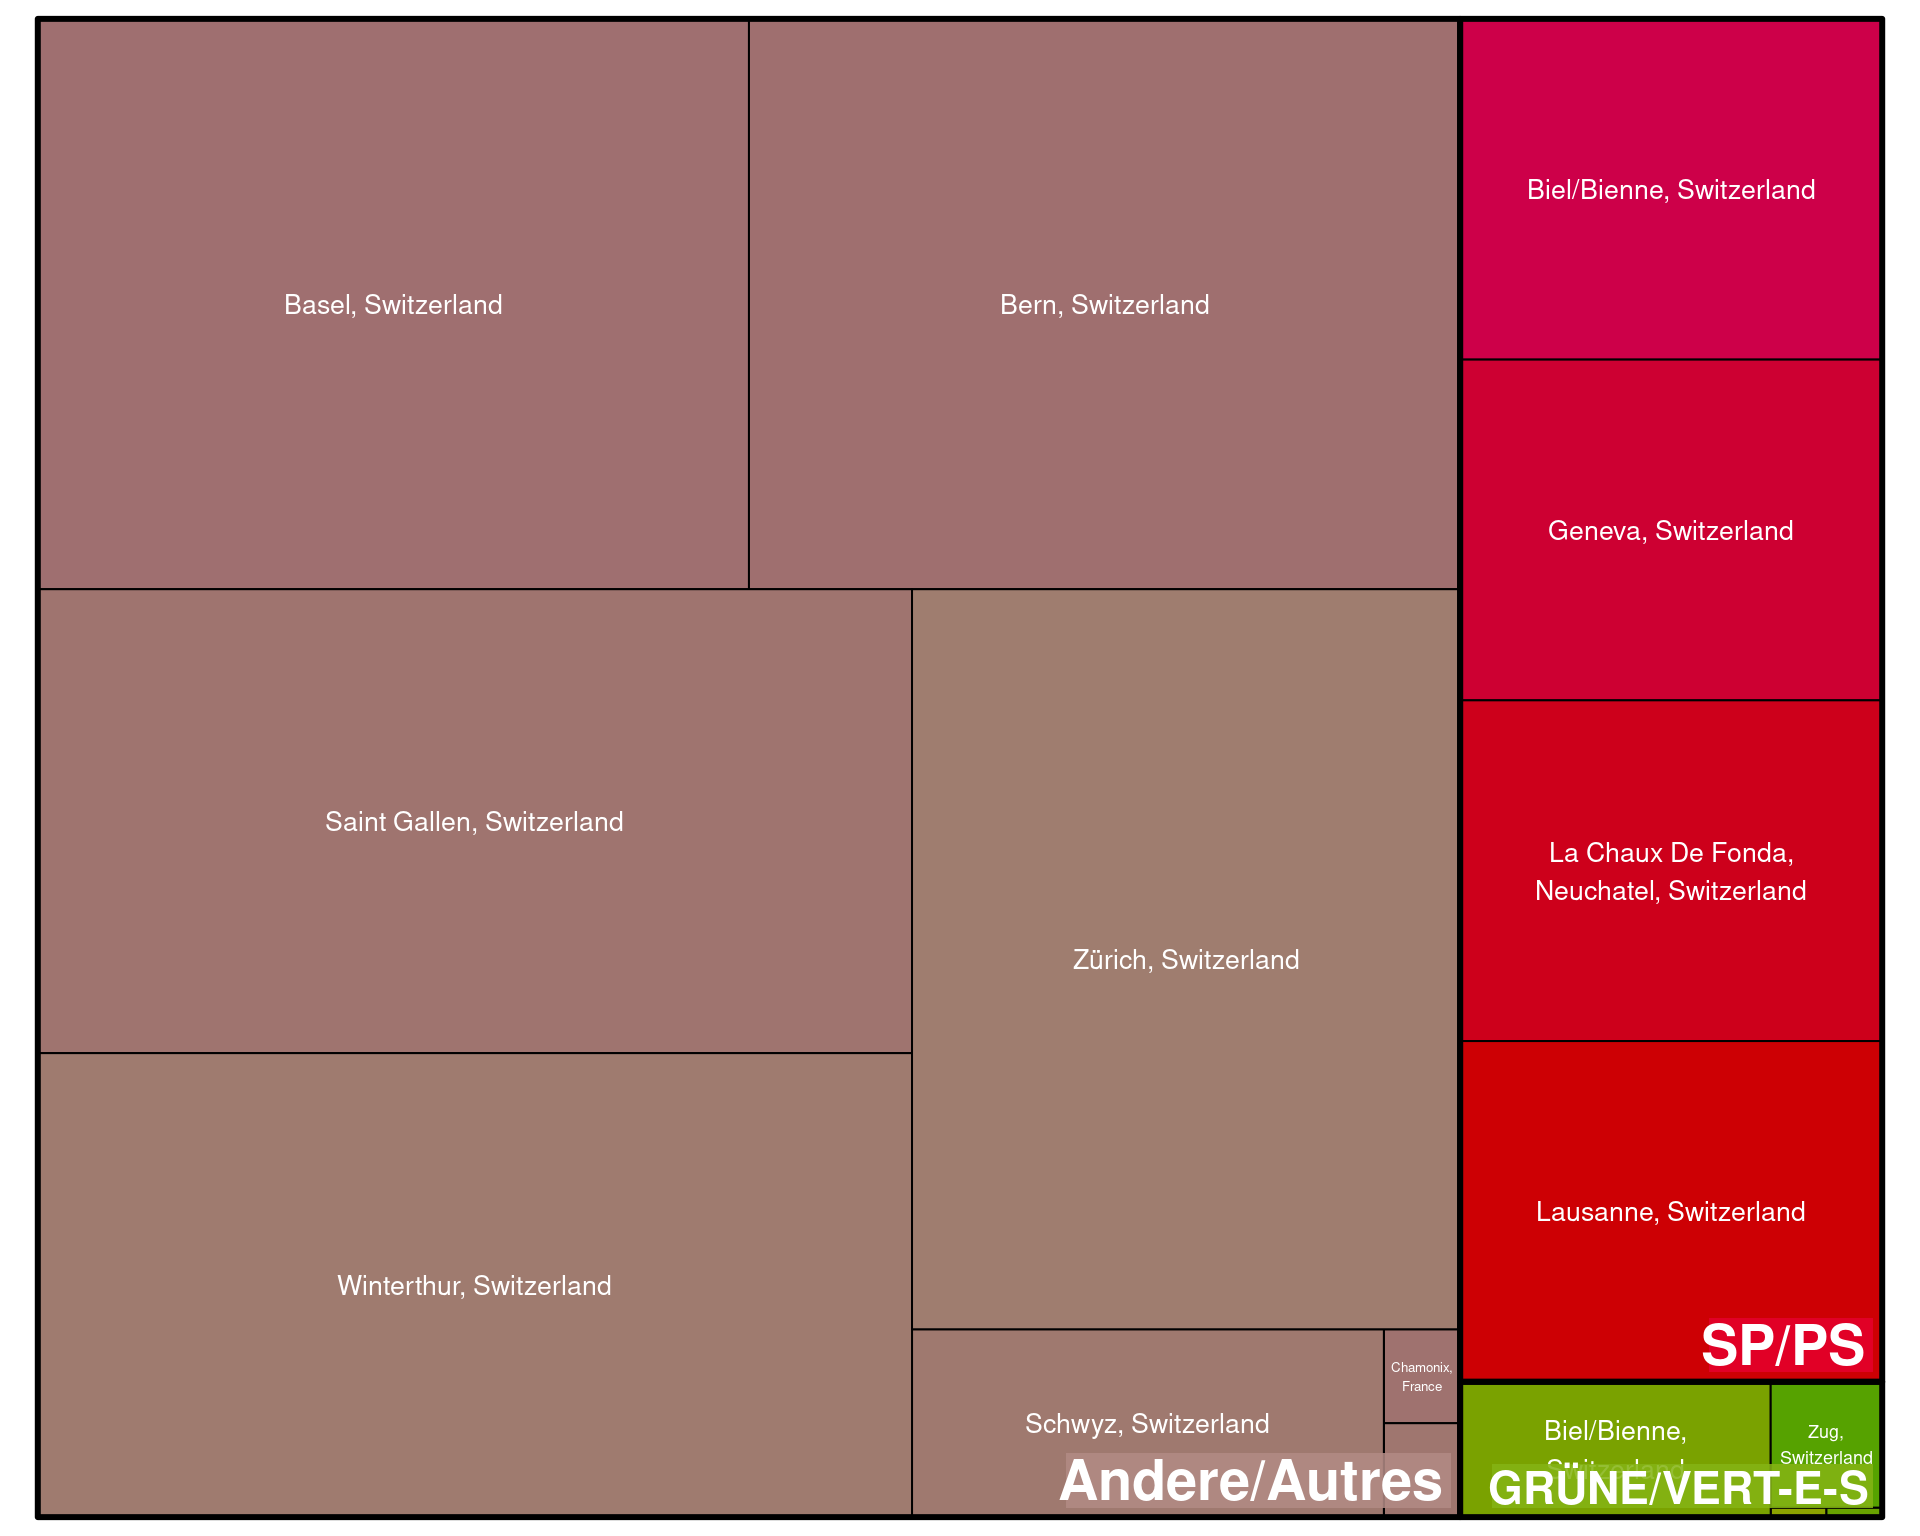 Basel, Switzerland
Bern, Switzerland
Biel/Bienne, Switzerland
Geneva, Switzerland
Saint Gallen, Switzerland
La Chaux De Fonda,
Neuchatel, Switzerland
Zürich, Switzerland
Lausanne, Switzerland
Winterthur, Switzerland
SP/PS
Chamonix,
France
Schwyz, Switzerland
Andere/Autres
Biel/Bienne,
Switzerland
Zug,
Switzerland
GRÜNE/VERT-E-S